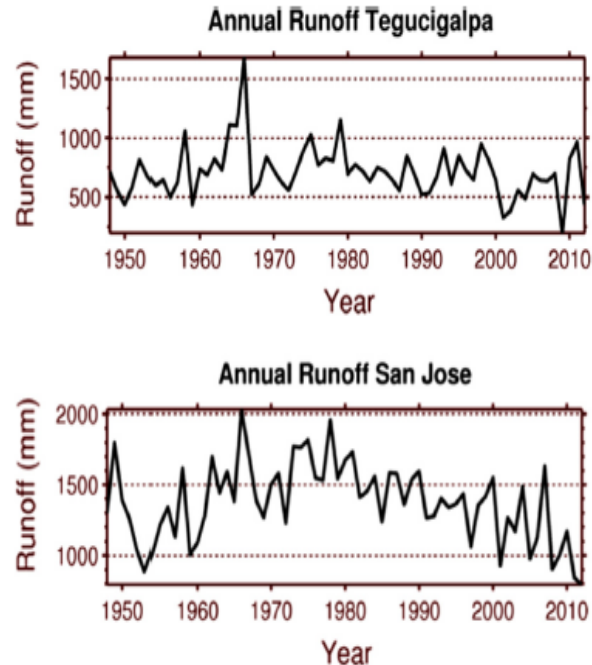 Annual Runoff Tegucigalpa
Runoff (mm)
1500
1000
500
1950 1960 1970 1980 1990 2000 2010
Year
Annual Runoff San Jose
Runoff (mm)
2000
1500
1000
1950 1960 1970 1980 1990 2000 2010
Year